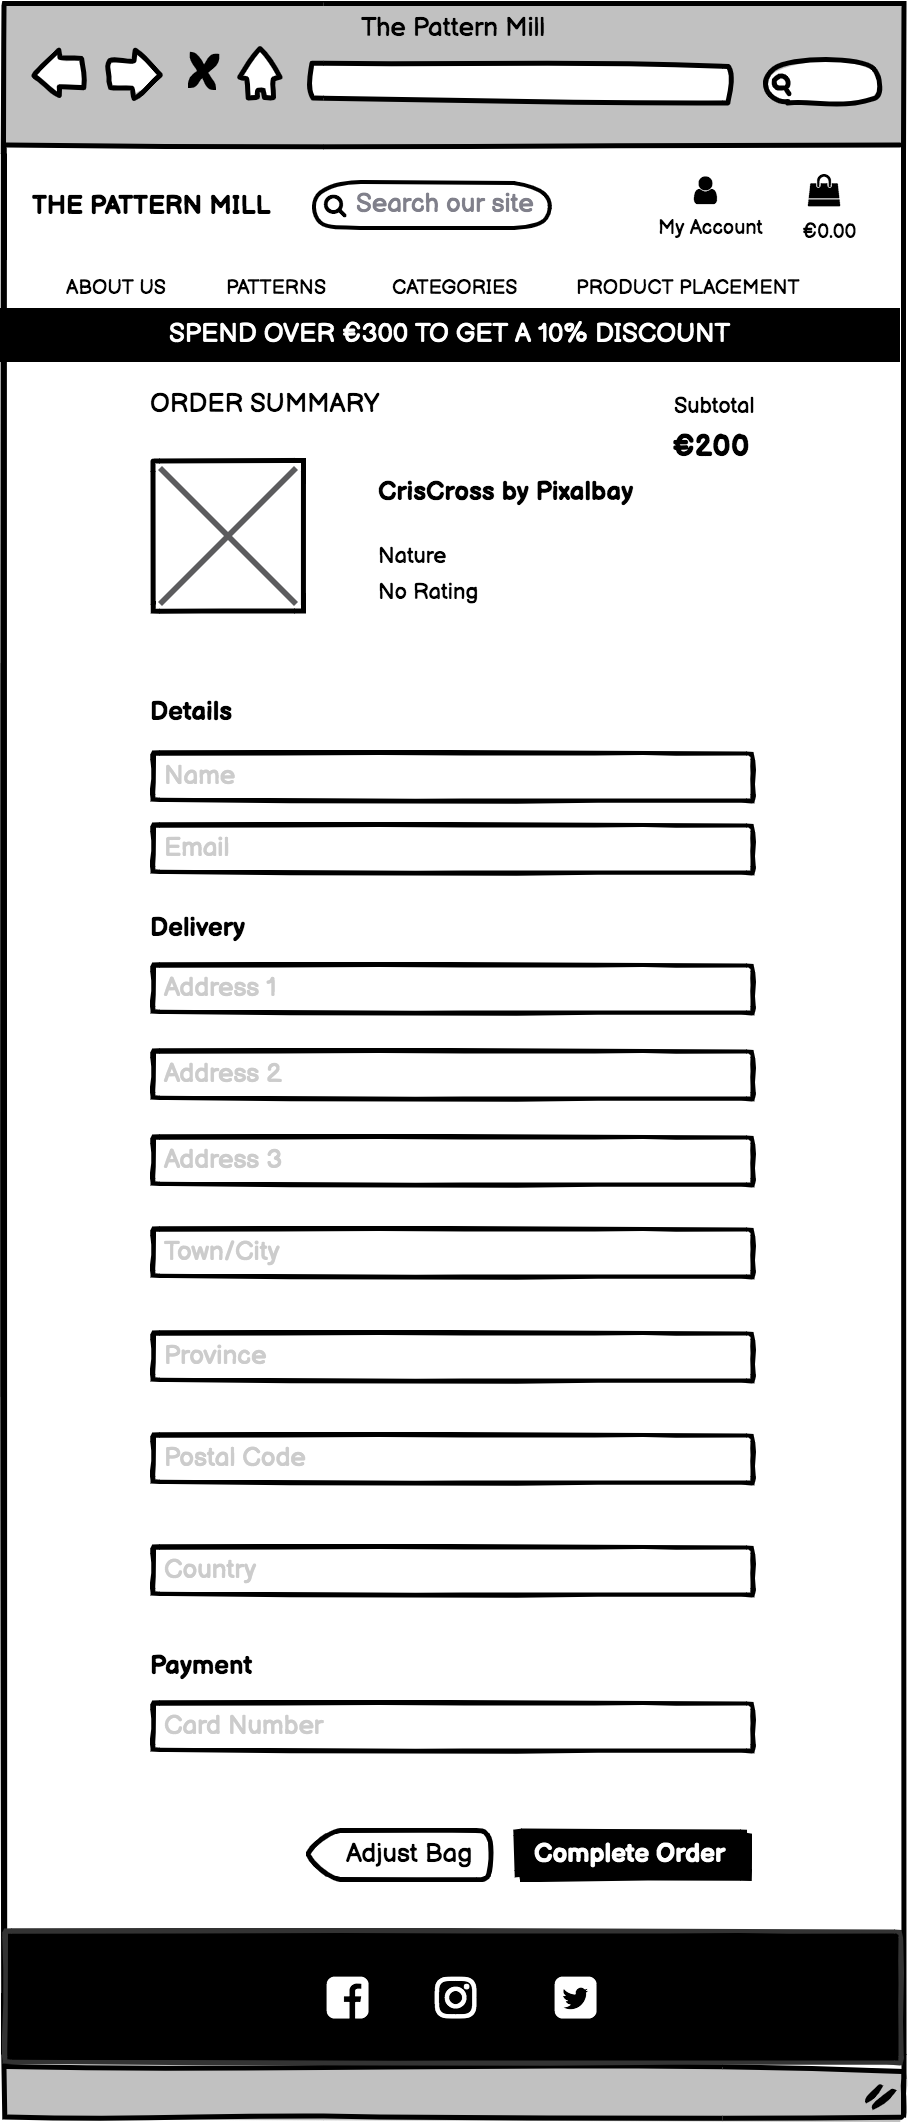 The Pattern Mill
THE PATTERN MILL
Search our site
My Account
€0.00
ABOUT US PATTERNS CATEGORIES PRODUCT PLACEMENT
SPEND OVER €300 TO GET A 10% DISCOUNT
ORDER SUMMARY
Subtotal
€200
CrisCross by Pixalbay
Nature
No Rating
Details
Name
Email
Delivery
Address 1
Address 2
Address 3
Town/City
Province
Postal Code
Country
Payment
Card Number
Adjust Bag Complete Order